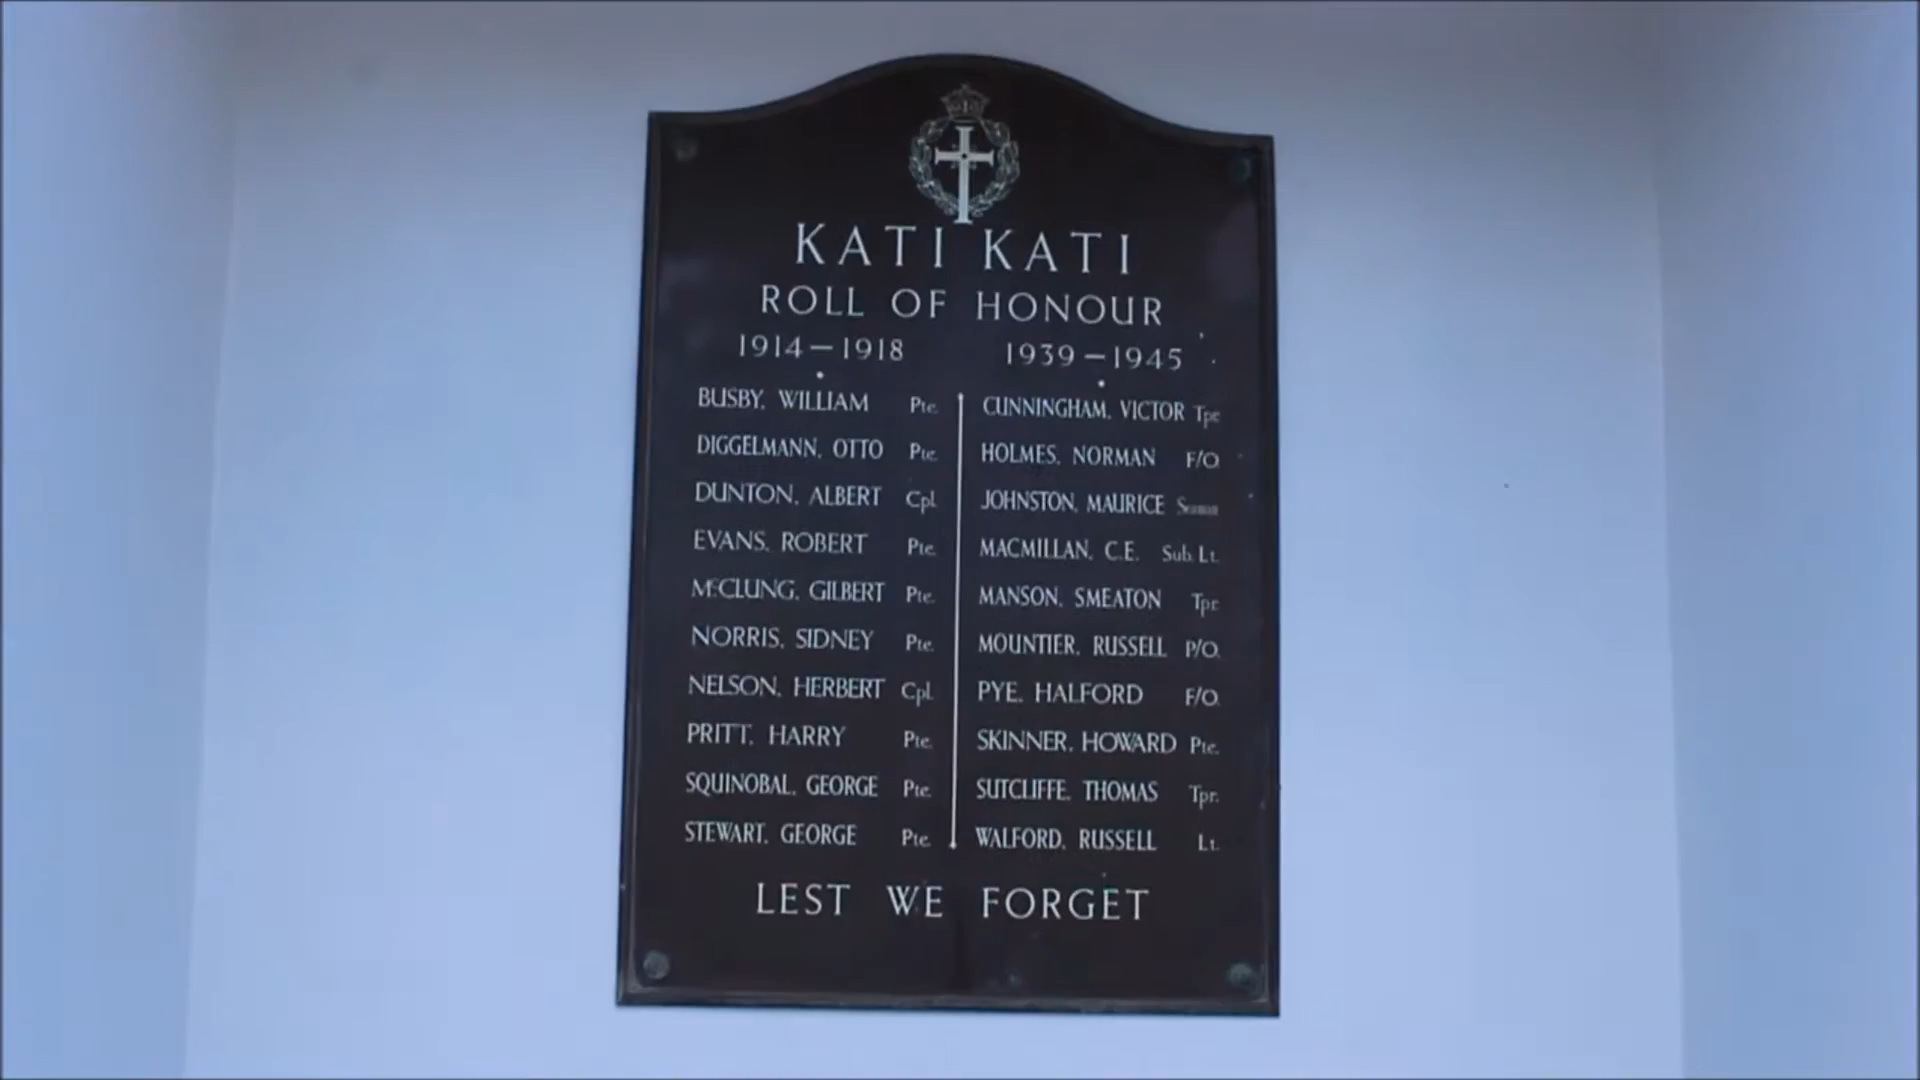 KATI KATI
ROLL OF HONOUR
1914–1918
BUSBY, WILLIAM Pte.
DIGGELMANN, OTTO Pte.
DUNTON, ALBERT Cpl.
EVANS, ROBERT Pte.
McCLUNG, GILBERT Pte.
NORRIS, SIDNEY Pte.
NELSON, HERBERT Cpl.
PRITT, HARRY Pte.
SQUINOBAL, GEORGE Pte.
STEWART, GEORGE Pte.
1939–1945
CUNNINGHAM, VICTOR Tpr.
HOLMES, NORMAN F/O.
JOHNSTON, MAURICE
MACMILLAN, C.E. Sub. Lt.
MANSON, SMEATON Tpr.
MOUNTIER, RUSSELL P/O.
PYE, HALFORD F/O.
SKINNER, HOWARD Pte.
SUTCLIFFE, THOMAS Tpr.
WALFORD, RUSSELL Lt.
LEST WE FORGET